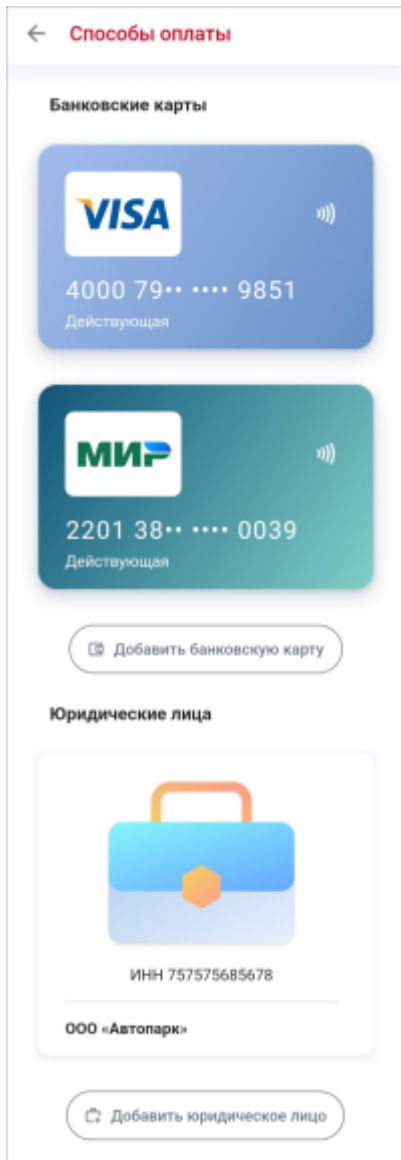 Способы оплаты
Банковские карты
VISA
4000 79•• •••• 9851
Действующая
МИР
2201 38•• •••• 0039
Действующая
Добавить банковскую карту
Юридические лица
ИНН 757575685678
ООО «Автопарк»
Добавить юридическое лицо